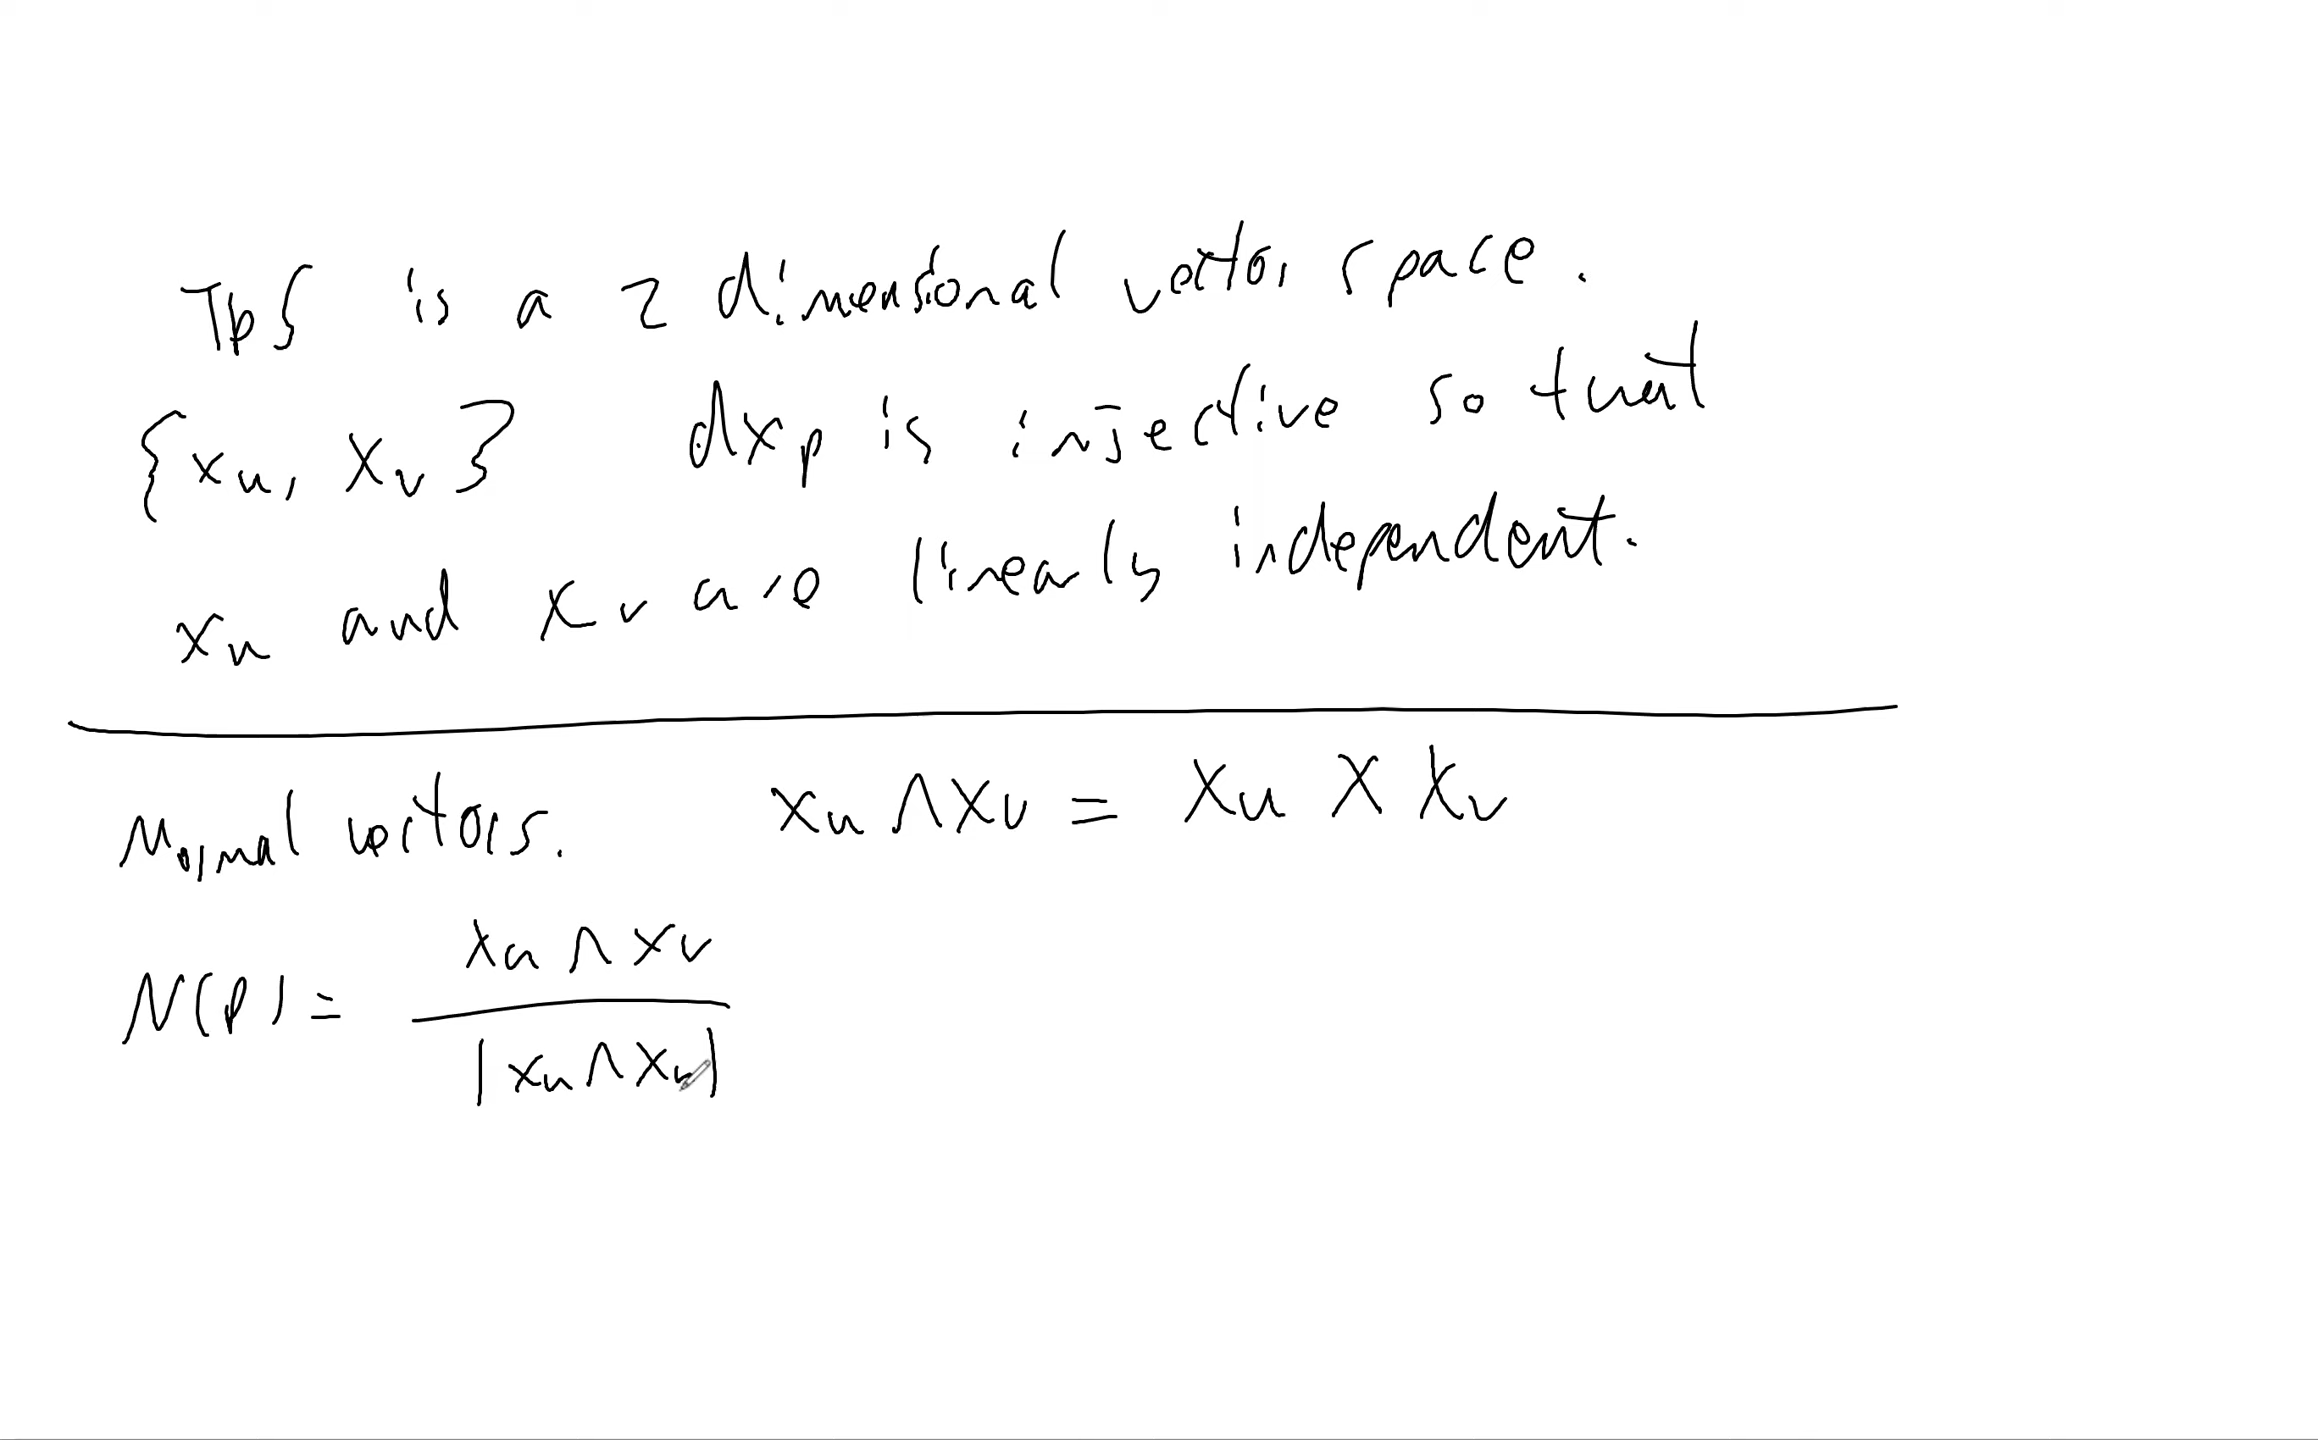 TpS is a 2 dimensional vector space.
{xu, xv} dxp is injective so that
xu and xv are linearly independent.
Normal vectors. xu ∧ xv = xu × xv
N(p) = xu ∧ xv / |xu ∧ xv|